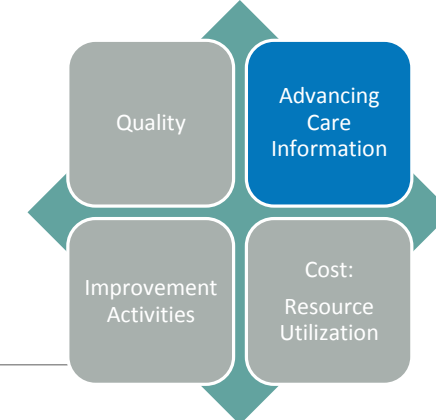 Quality
Advancing
Care
Information
Improvement
Activities
Cost:
Resource
Utilization